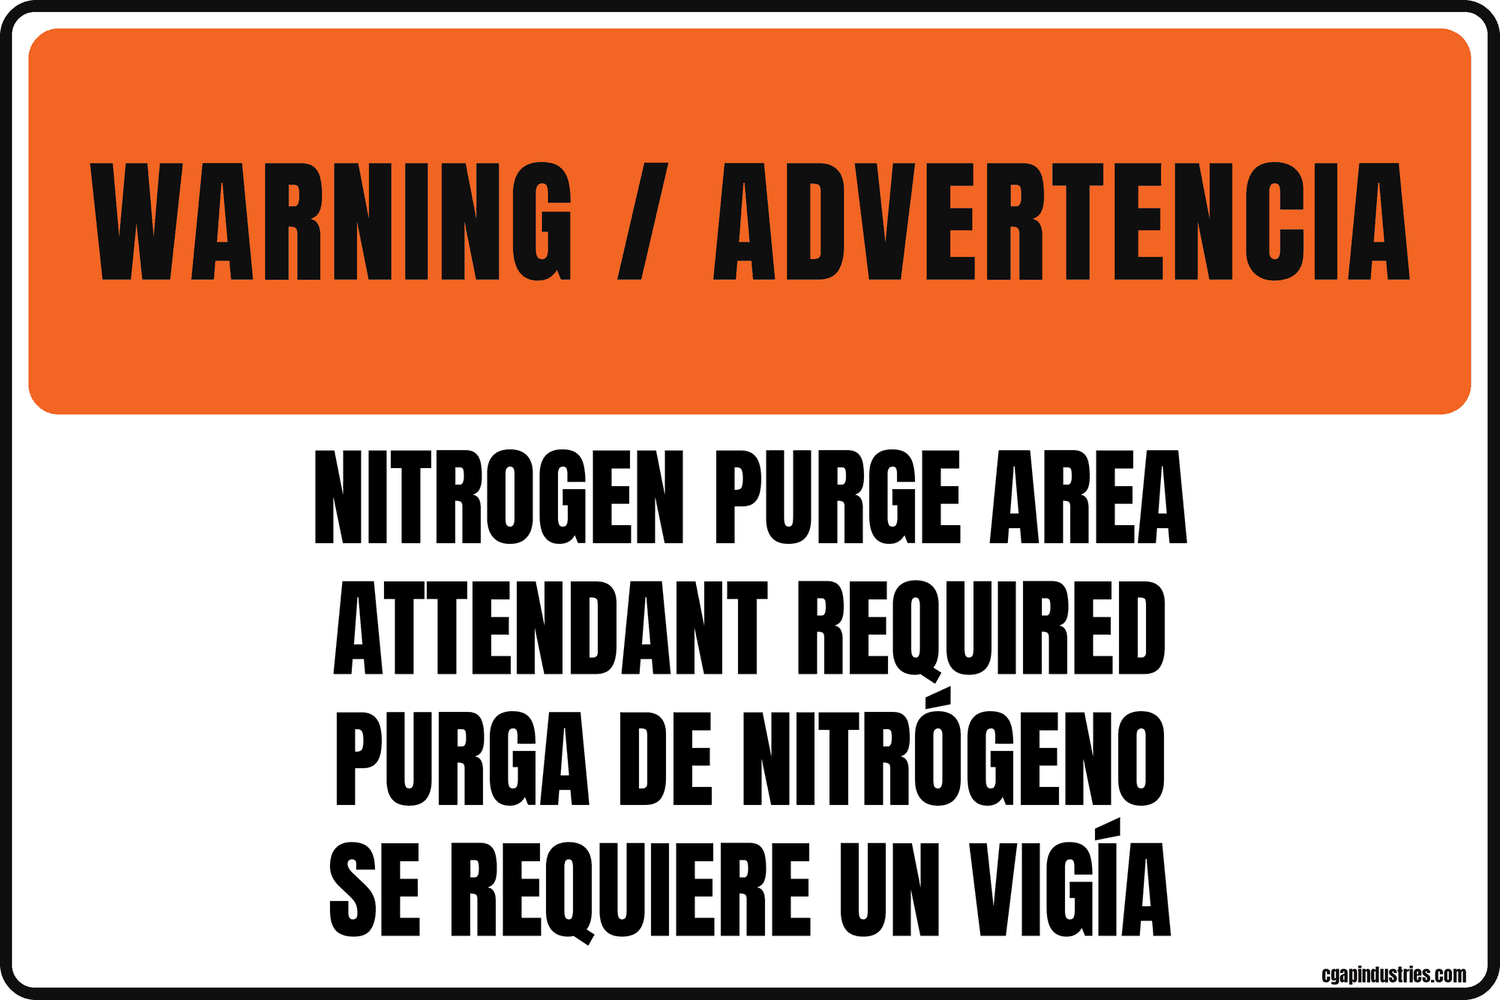 WARNING / ADVERTENCIA
NITROGEN PURGE AREA
ATTENDANT REQUIRED
PURGA DE NITRÓGENO
SE REQUIERE UN VIGÍA
cgapindustries.com